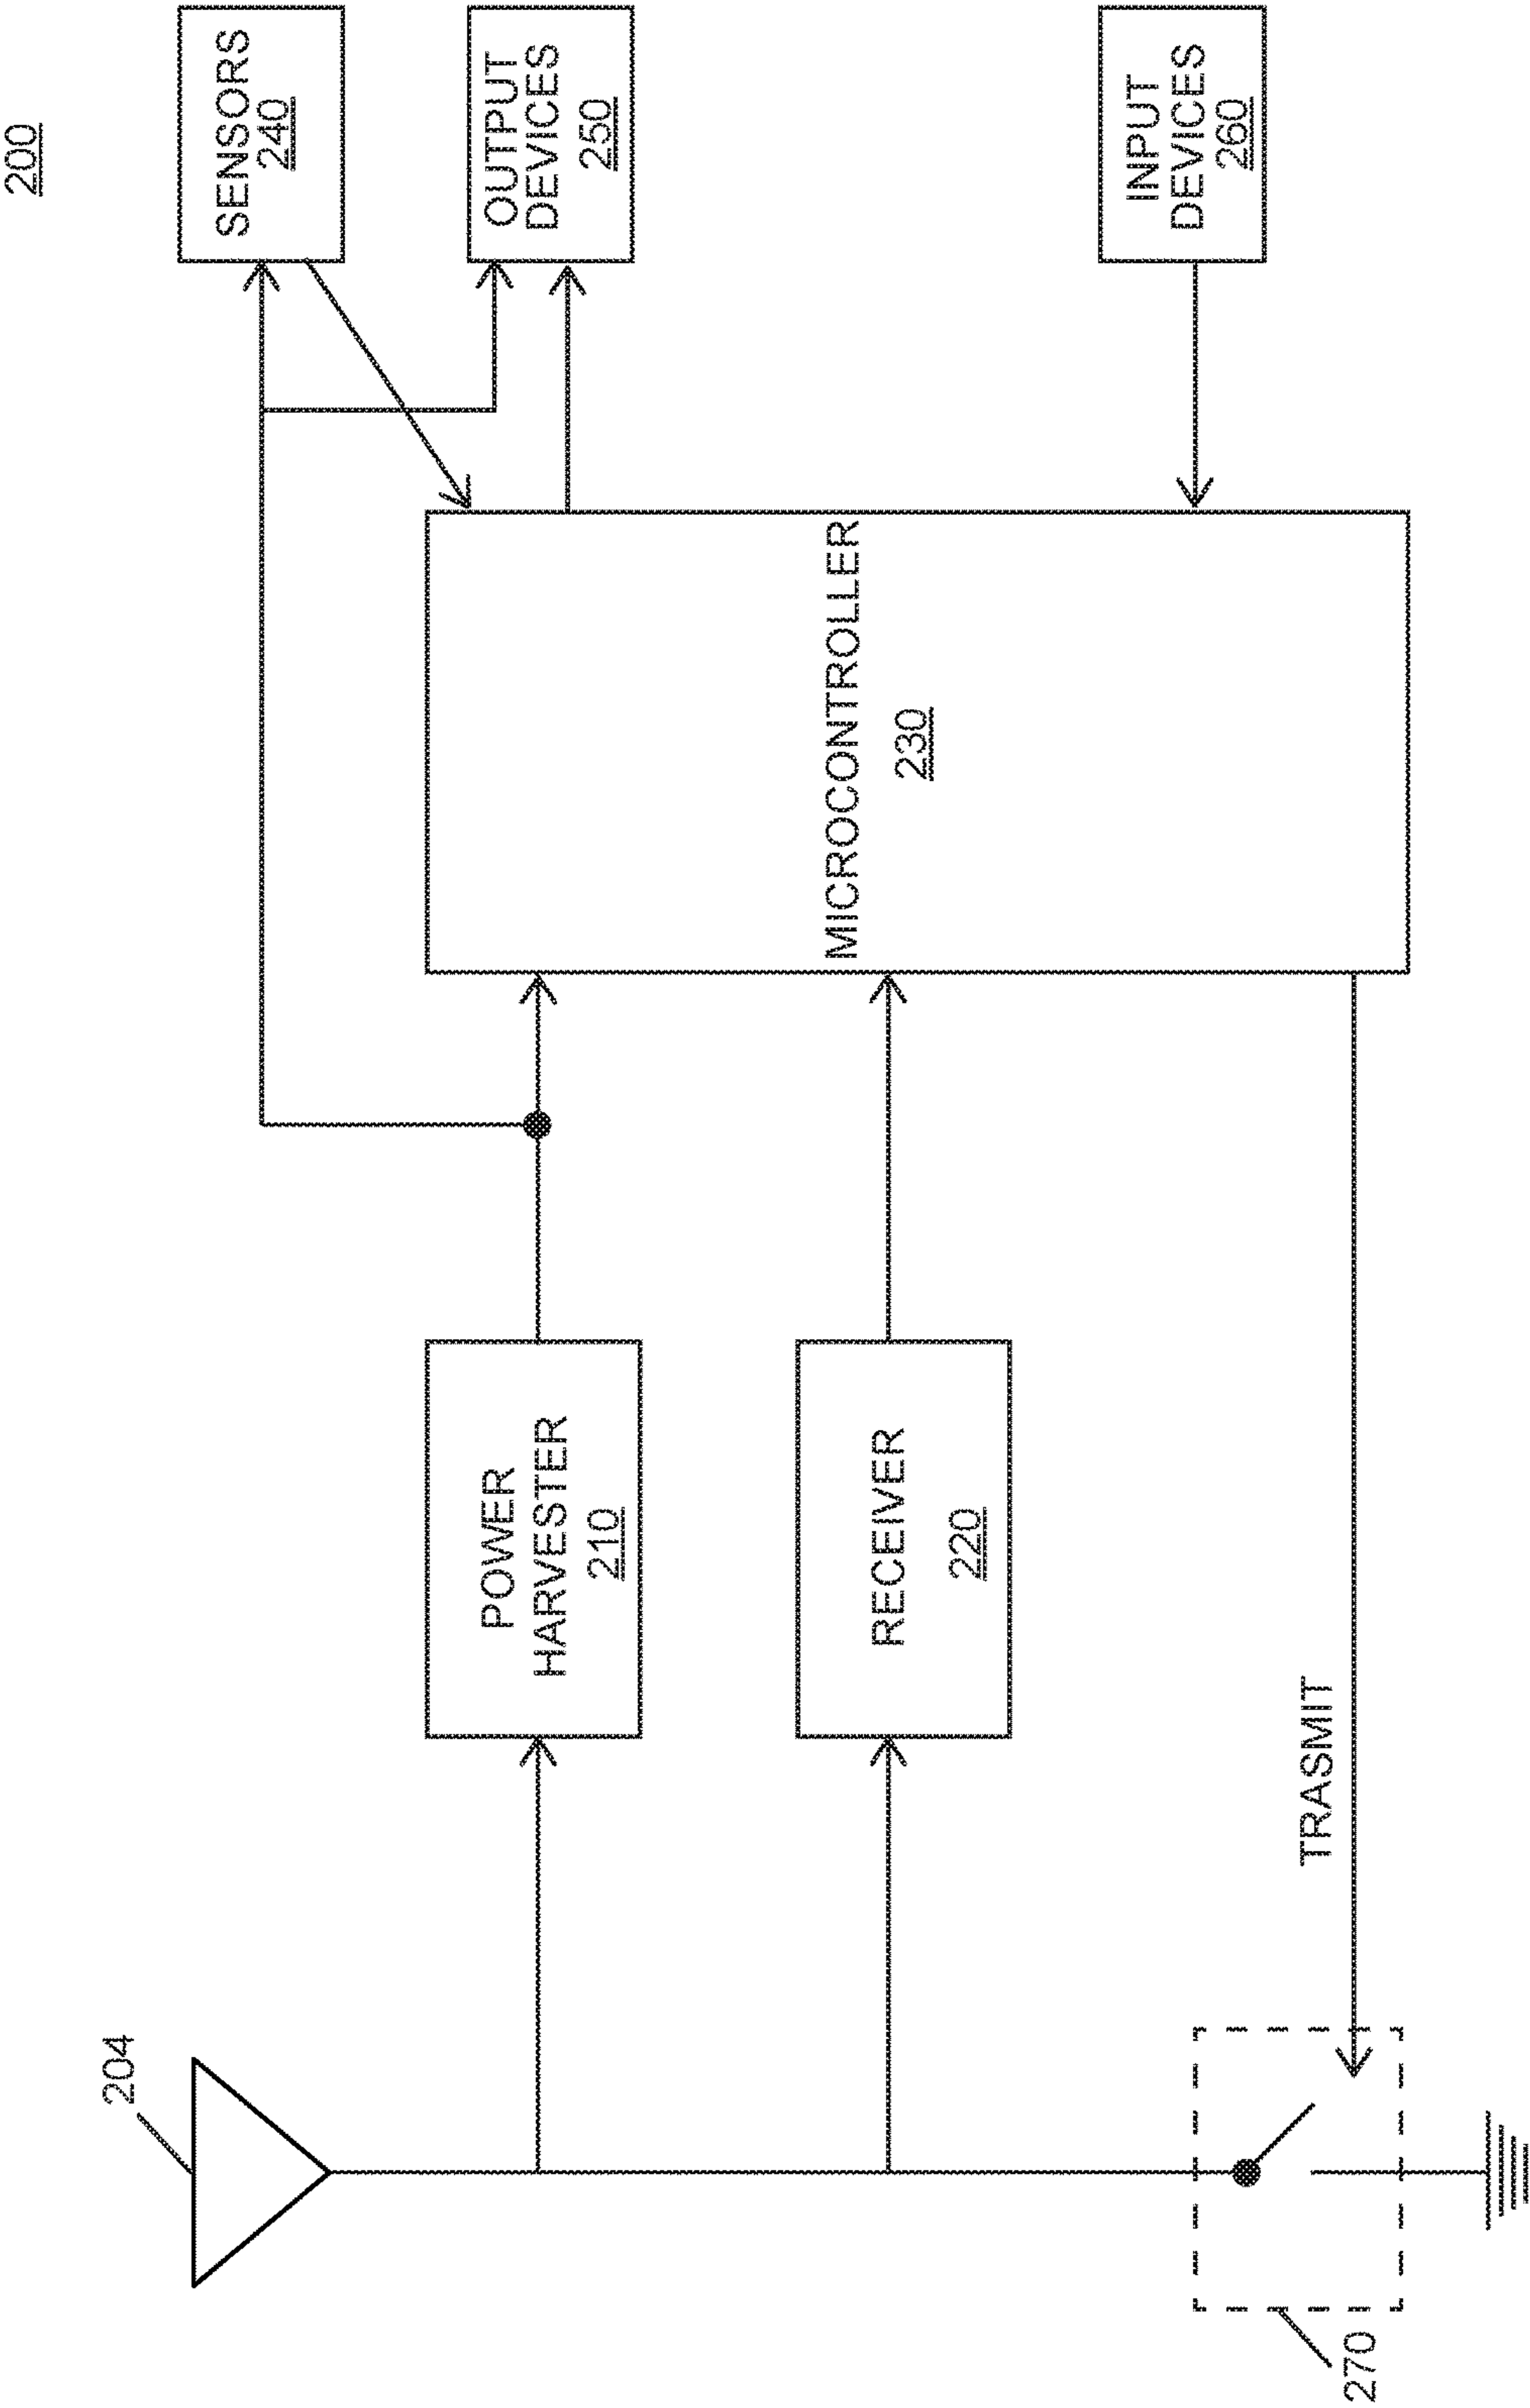 200
204
POWER
HARVESTER
210
SENSORS
240
OUTPUT
DEVICES
250
RECEIVER
220
MICROCONTROLLER
230
INPUT
DEVICES
260
TRASMIT
270